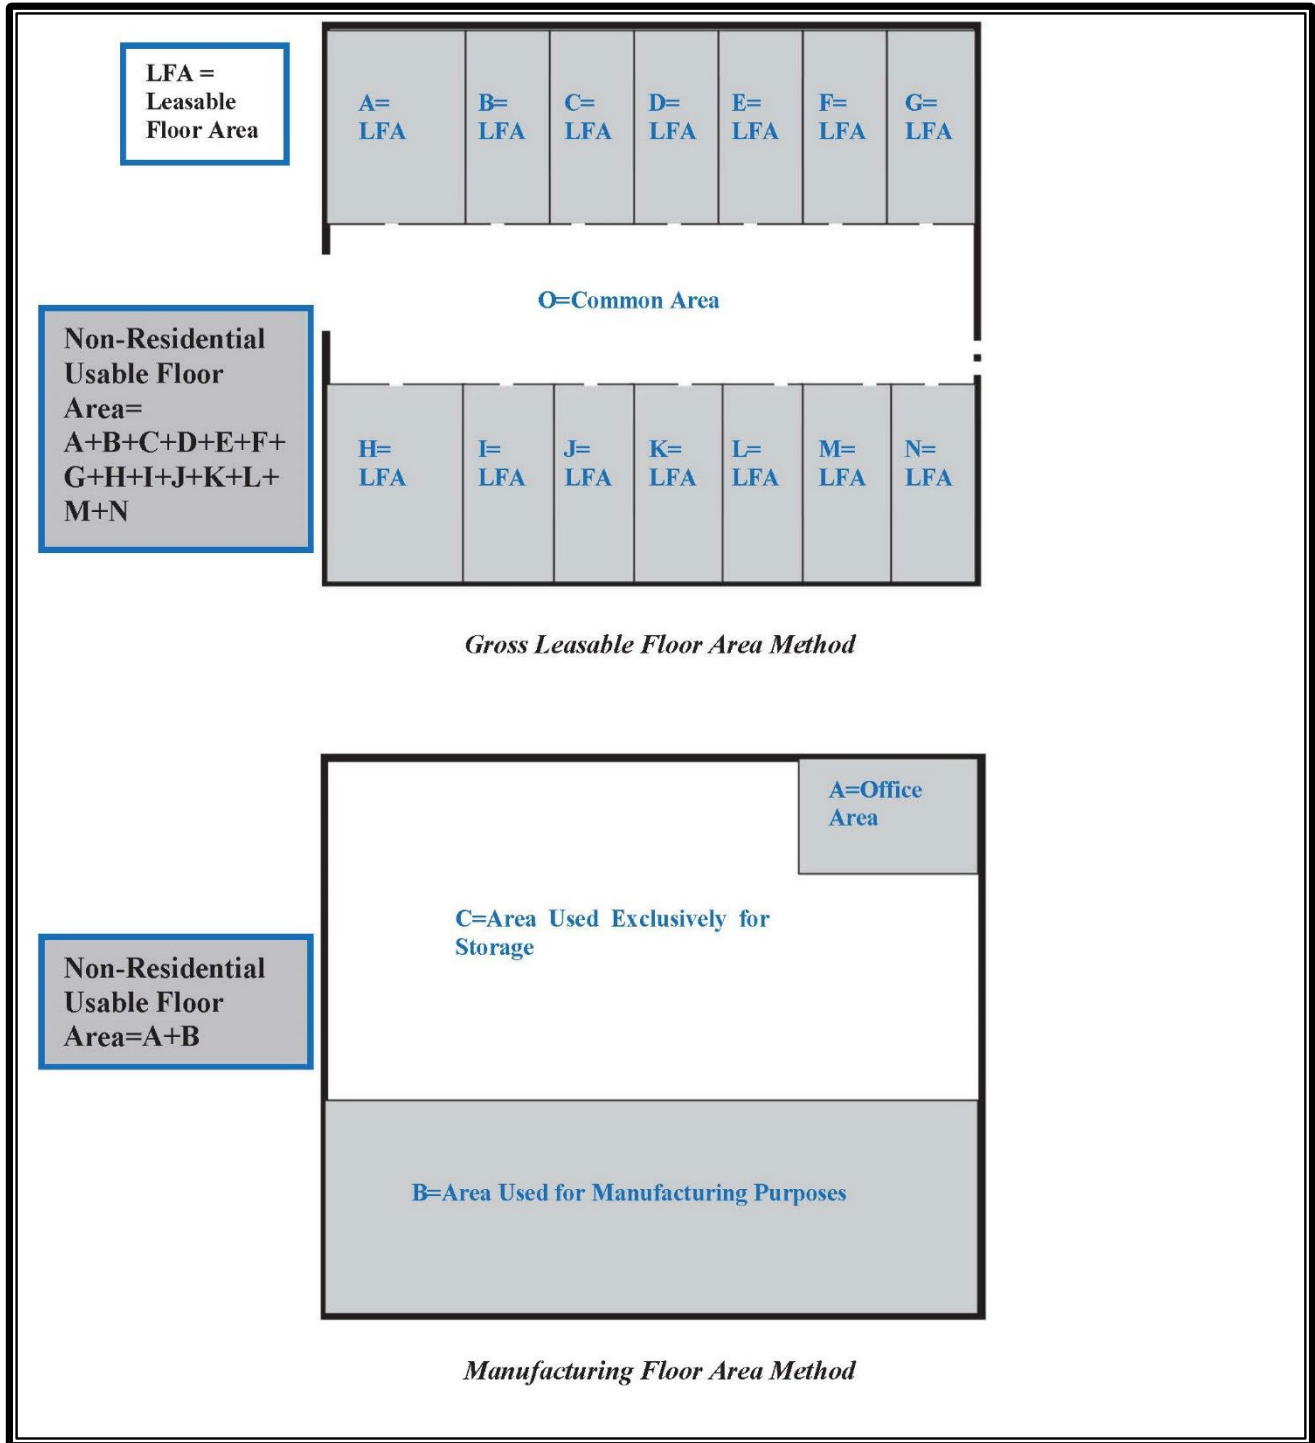 LFA =
Leasable
Floor Area
A=
LFA
B=
LFA
C=
LFA
D=
LFA
E=
LFA
F=
LFA
G=
LFA
O=Common Area
Non-Residential
Usable Floor
Area=
A+B+C+D+E+F+
G+H+I+J+K+L+
M+N
H=
LFA
I=
LFA
J=
LFA
K=
LFA
L=
LFA
M=
LFA
N=
LFA
Gross Leasable Floor Area Method
A=Office
Area
C=Area Used Exclusively for
Storage
Non-Residential
Usable Floor
Area=A+B
B=Area Used for Manufacturing Purposes
Manufacturing Floor Area Method